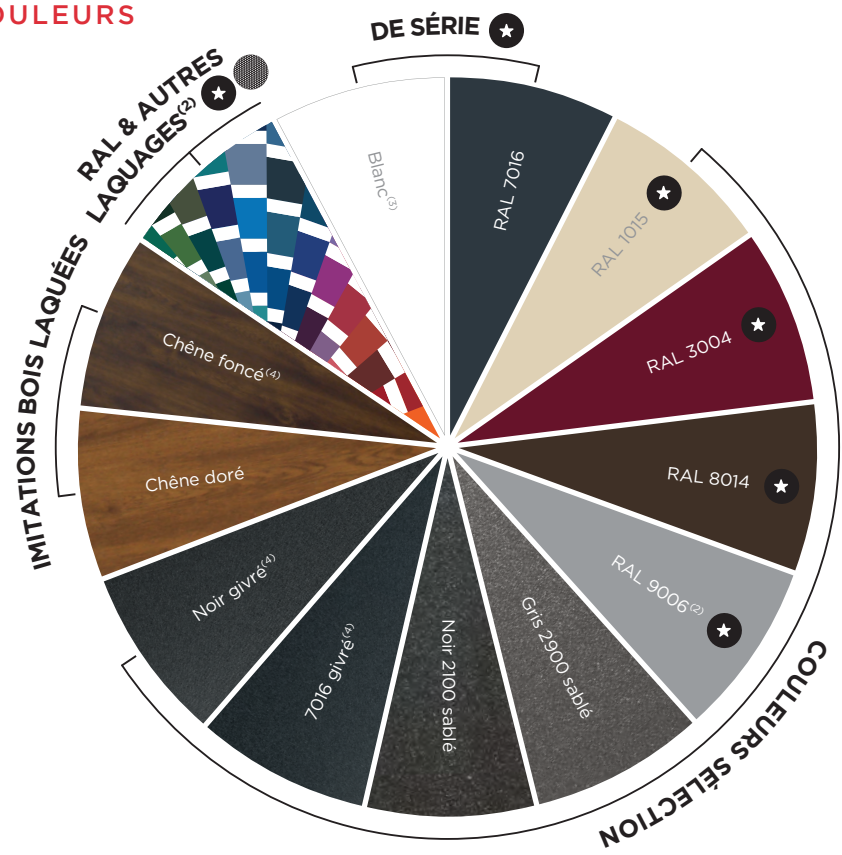 OULEURS
DE SÉRIE
RAL & AUTRES
LAQUAGES(2)
IMITATIONS BOIS LAQUÉES
COULEURS SÉLECTION
Blanc(3)
RAL 7016
RAL 1015
RAL 3004
RAL 8014
RAL 9006(2)
Gris 2900 sablé
Noir 2100 sablé
7016 givré(4)
Noir givré(4)
Chêne doré
Chêne foncé(4)